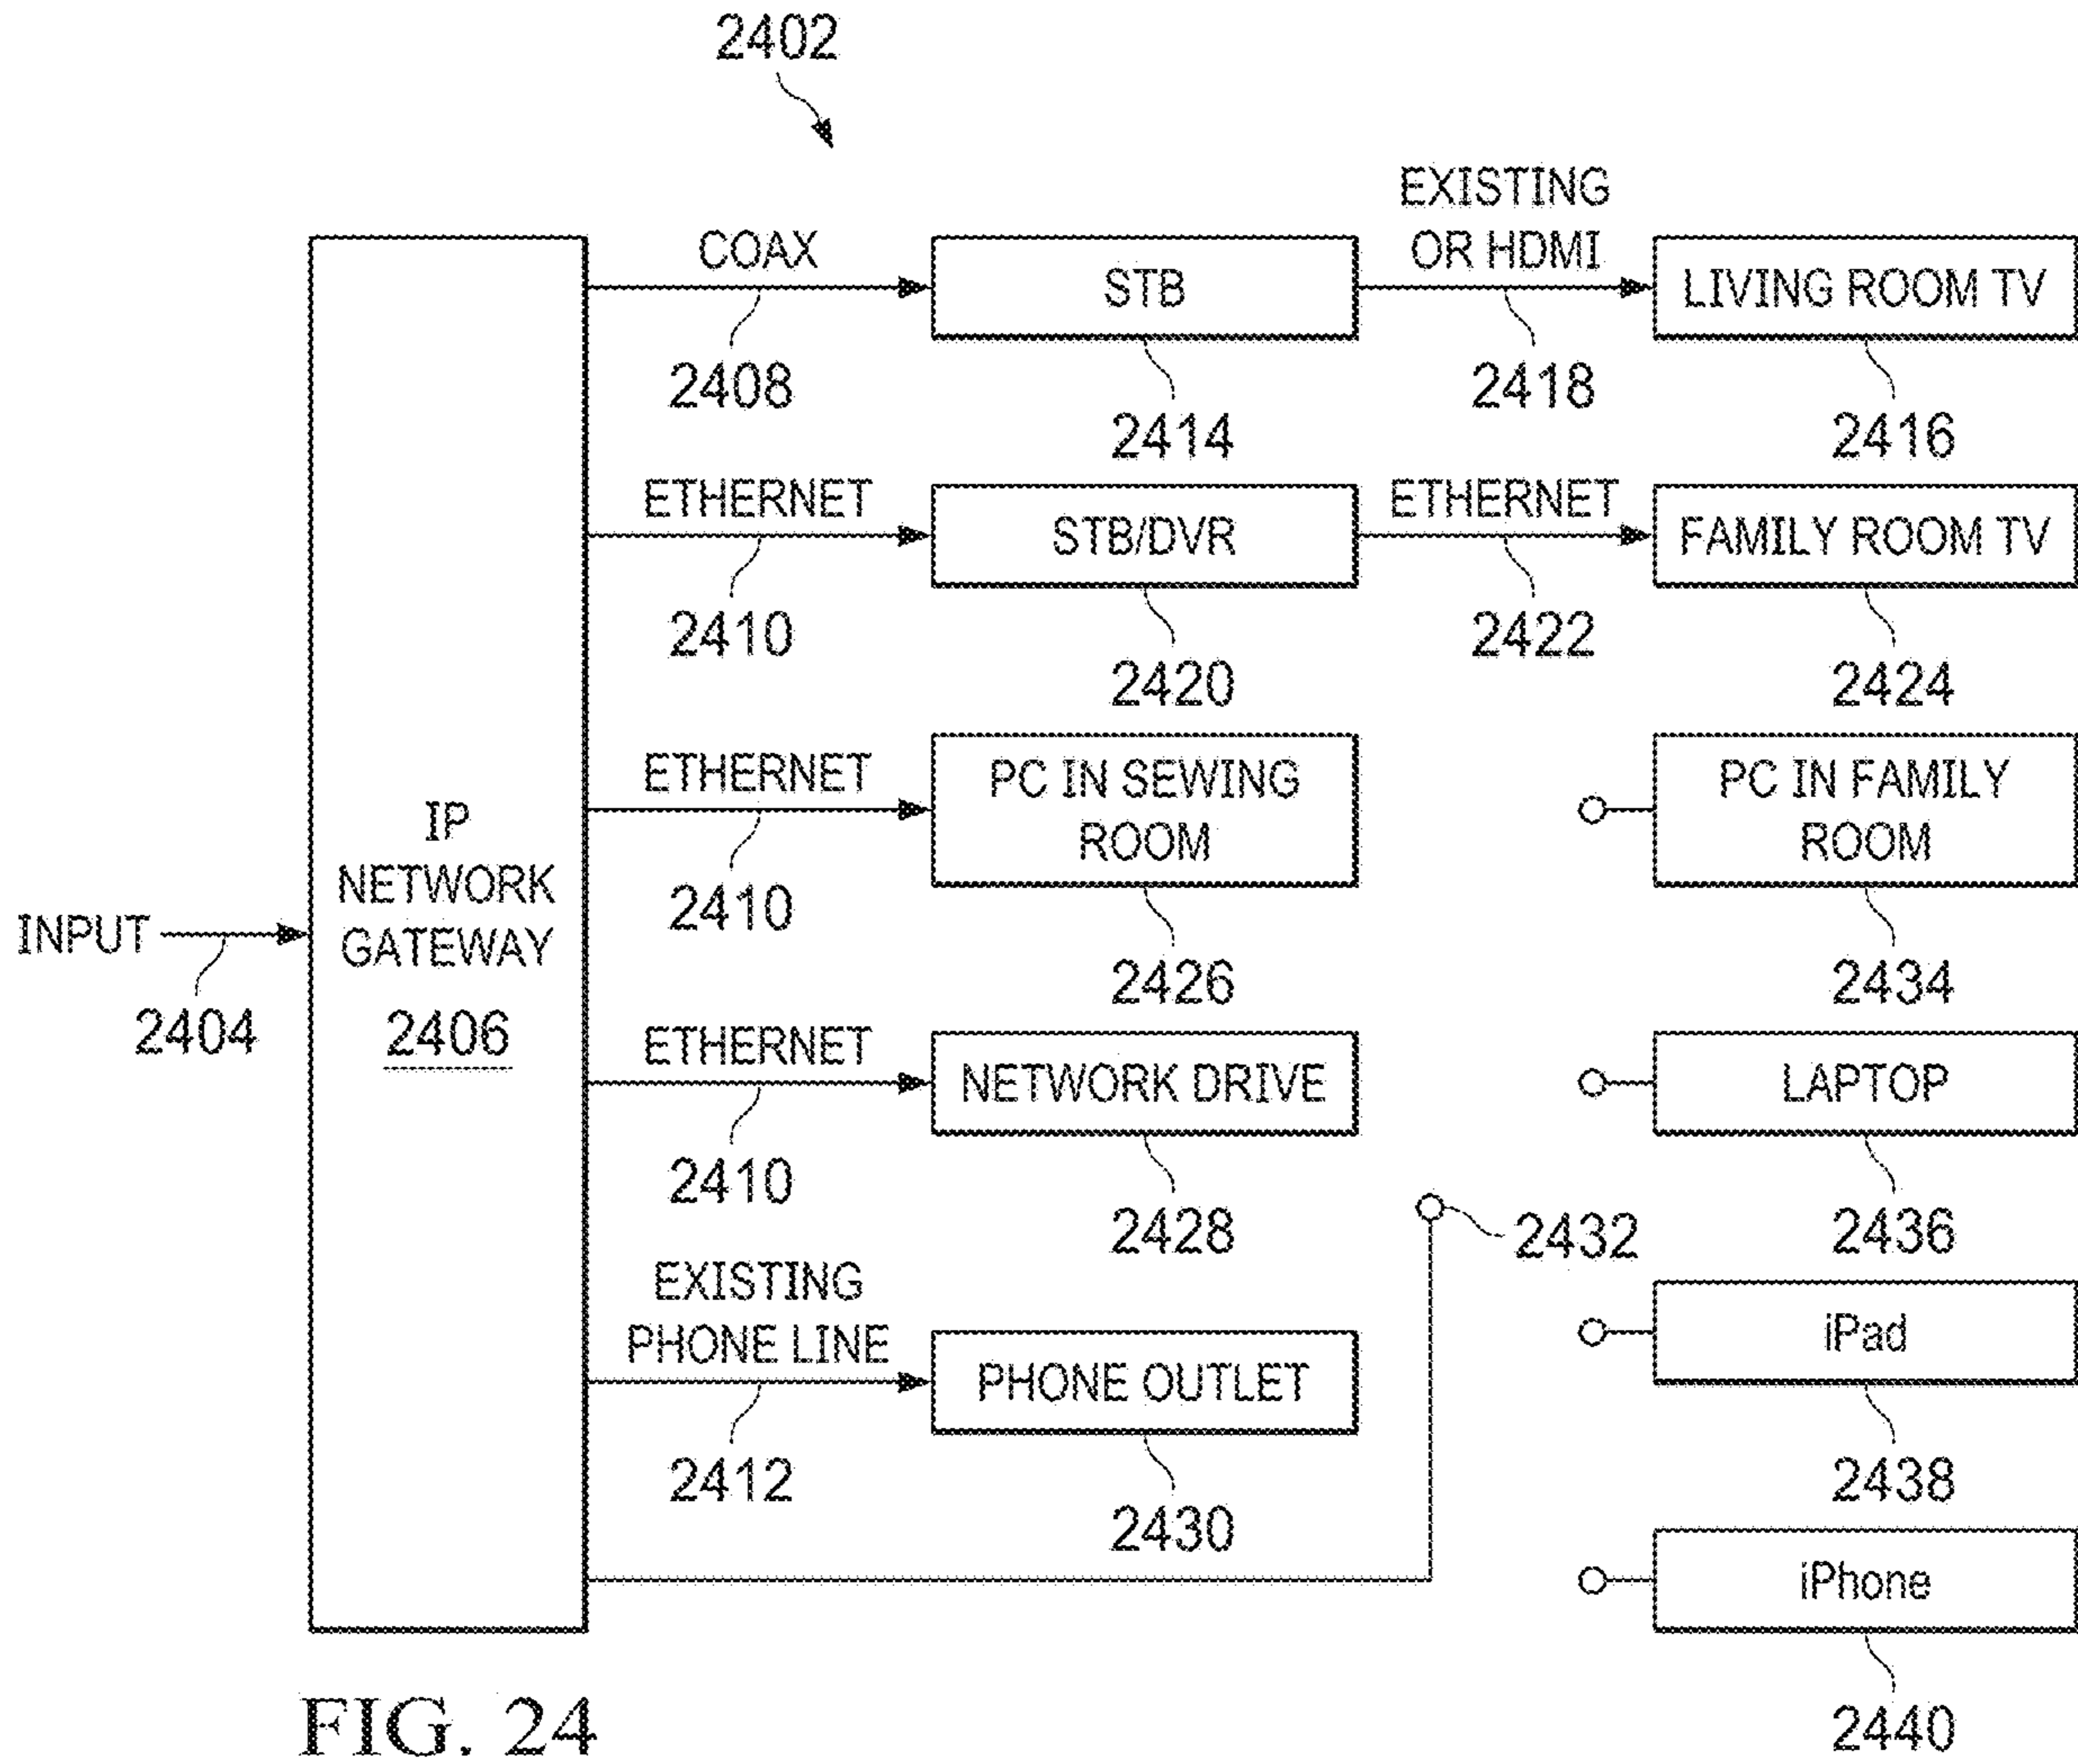 2402
EXISTING
COAX
OR HDMI
STB
LIVING ROOM TV
2408
2418
2414
2416
ETHERNET
ETHERNET
STB/DVR
FAMILY ROOM TV
2410
2422
2420
2424
ETHERNET
PC IN SEWING
ROOM
PC IN FAMILY
ROOM
IP
NETWORK
GATEWAY
2406
INPUT
2404
2410
2426
2434
ETHERNET
NETWORK DRIVE
LAPTOP
2410
2428
2432
2436
EXISTING
PHONE LINE
PHONE OUTLET
iPad
2412
2430
2438
iPhone
2440
FIG. 24